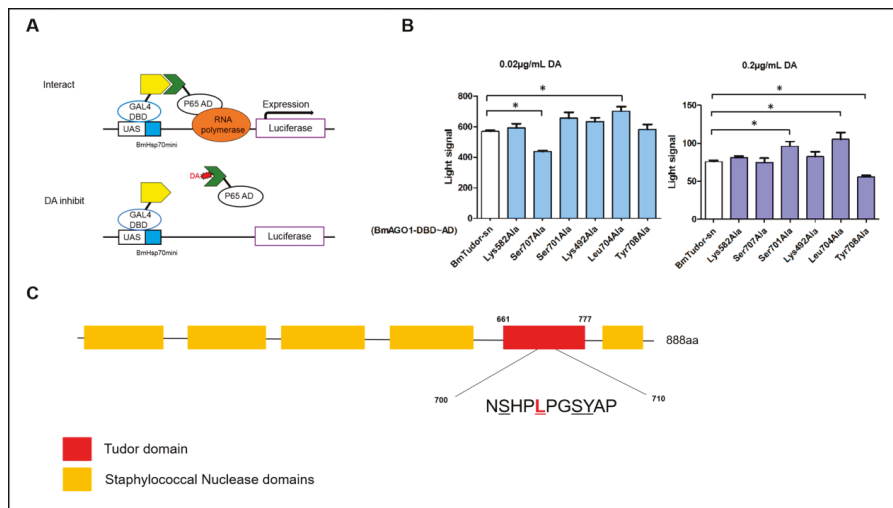 A
Interact
GAL4
DBD
P65 AD
RNA
polymerase
Expression
UAS
Luciferase
BmHsp70mini
DA inhibit
DA
P65 AD
GAL4
DBD
UAS
Luciferase
BmHsp70mini
B
0.02µg/mL DA
Light signal
800
600
400
200
0
*
*
(BmAGO1-DBD~AD)
BmTudor-sn
Lys582Ala
Ser707Ala
Ser701Ala
Lys492Ala
Leu704Ala
Tyr708Ala
0.2µg/mL DA
Light signal
150
100
50
0
*
*
*
BmTudor-sn
Lys582Ala
Ser707Ala
Ser701Ala
Lys492Ala
Leu704Ala
Tyr708Ala
C
661
777
888aa
700
710
NSHPLPGSYAP
Tudor domain
Staphylococcal Nuclease domains